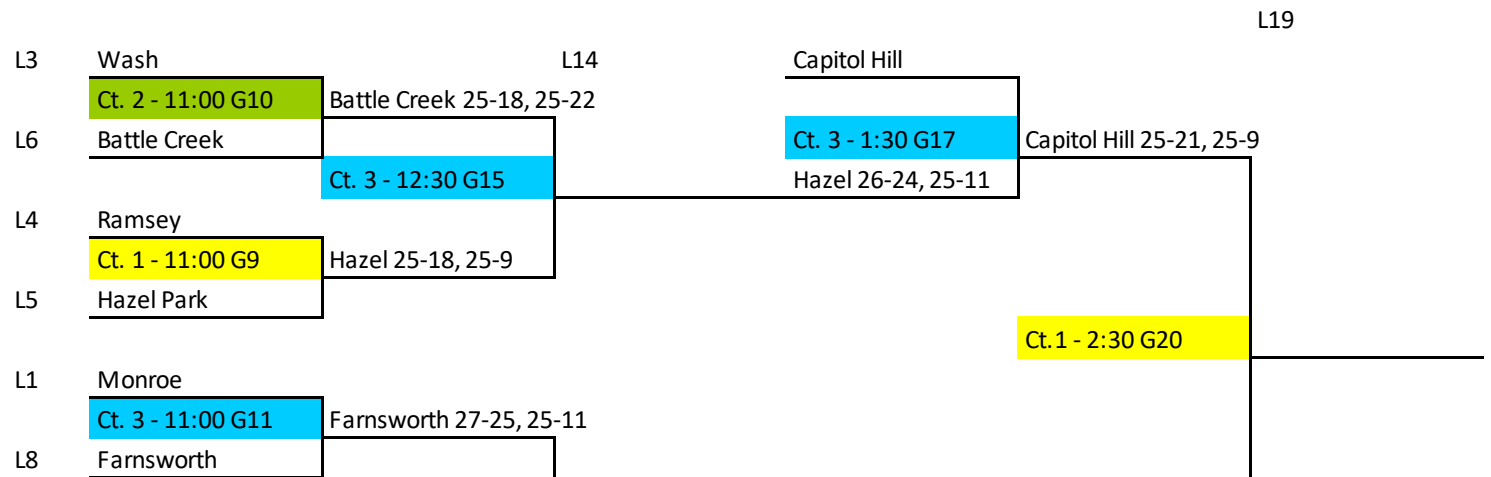 L19
L3 Wash L14 Capitol Hill
Ct. 2 - 11:00 G10 Battle Creek 25-18, 25-22
L6 Battle Creek Ct. 3 - 1:30 G17 Capitol Hill 25-21, 25-9
Ct. 3 - 12:30 G15 Hazel 26-24, 25-11
L4 Ramsey
Ct. 1 - 11:00 G9 Hazel 25-18, 25-9
L5 Hazel Park
Ct.1 - 2:30 G20
L1 Monroe
Ct. 3 - 11:00 G11 Farnsworth 27-25, 25-11
L8 Farnsworth